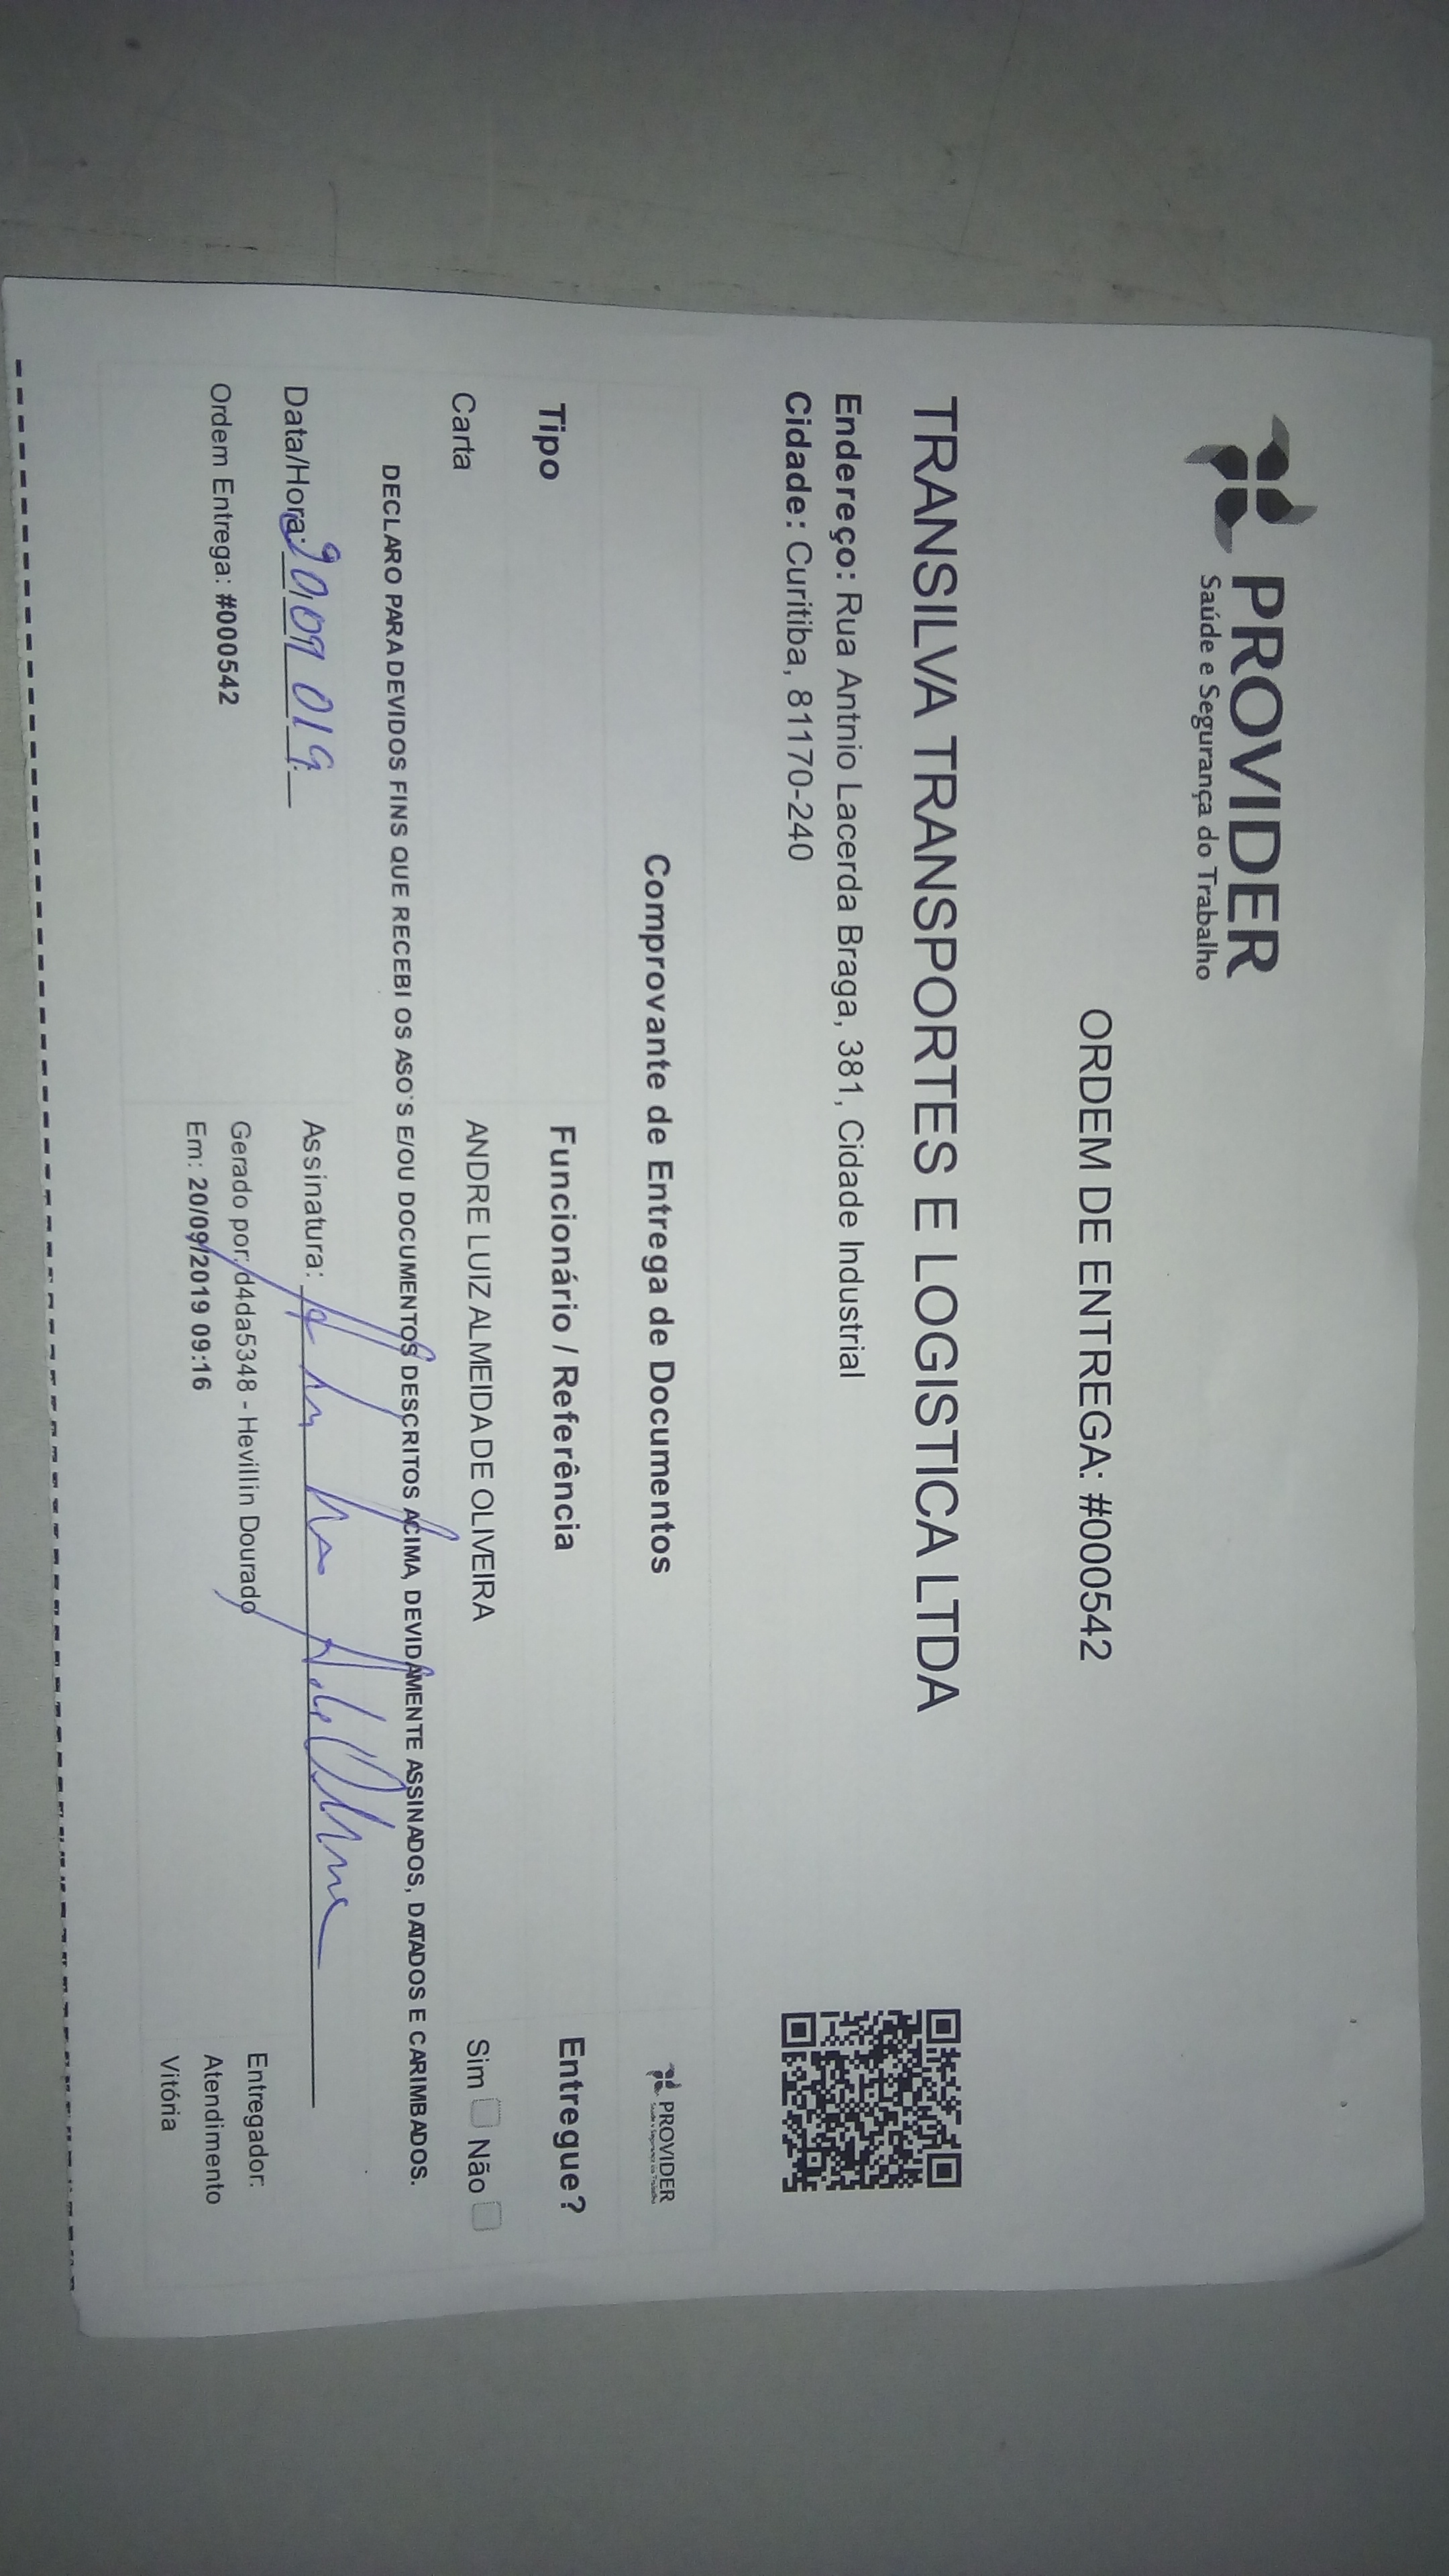 PROVIDER
Saúde e Segurança do Trabalho
ORDEM DE ENTREGA: #000542
TRANSILVA TRANSPORTES E LOGISTICA LTDA
Endereço: Rua Antnio Lacerda Braga, 381, Cidade Industrial
Cidade: Curitiba, 81170-240
Comprovante de Entrega de Documentos
PROVIDER
Saúde e Segurança do Trabalho
Tipo Funcionário / Referência Entregue?
Carta ANDRE LUIZ ALMEIDA DE OLIVEIRA Sim Não
DECLARO PARA DEVIDOS FINS QUE RECEBI OS ASO'S E/OU DOCUMENTOS DESCRITOS ACIMA, DEVIDAMENTE ASSINADOS, DATADOS E CARIMBADOS.
Data/Hora: 20/09 019 Assinatura:
Ordem Entrega: #000542
Gerado por: d4da5348 - Hevillin Dourado
Em: 20/09/2019 09:16
Entregador:
Atendimento
Vitória